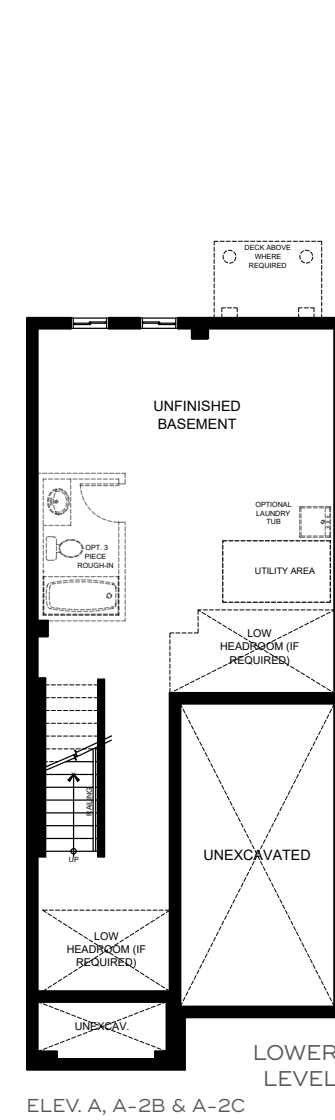 DECK ABOVE
WHERE
REQUIRED
UNFINISHED
BASEMENT
OPTIONAL
LAUNDRY
TUB
OPT. 3
PIECE
ROUGH-IN
UTILITY AREA
LOW
HEADROOM (IF
REQUIRED)
RAILING
UP
UNEXCAVATED
LOW
HEADROOM (IF
REQUIRED)
UNEXCAV.
LOWER
LEVEL
ELEV. A, A-2B & A-2C